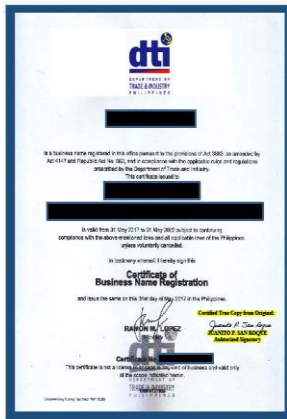 dti
DEPARTMENT OF
TRADE & INDUSTRY
PHILIPPINES
is a business name registered in this office pursuant to the provisions of Act 3883, as amended by
Act 4147 and Republic Act No. 863, and in compliance with the applicable rules and regulations
prescribed by the Department of Trade and Industry.
This certificate issued to
is valid from 31 May 2017 to 31 May 2022 subject to continuing
compliance with the above-mentioned laws and all applicable laws of the Philippines
unless voluntarily cancelled.
In testimony whereof, I hereby sign this
Certificate of
Business Name Registration
and issue the same on this 31st day of May 2017 in the Philippines.
Certified True Copy from Original:
RAMON M. LOPEZ
Secretary
Juanito P. San Roque
JUANITO P. SAN ROQUE
Authorized Signatory
Certificate No.
This certificate is not a license to engage in any kind of business and valid only
at the scope indicated herein.
DEPARTMENT OF
PHILIPPINES